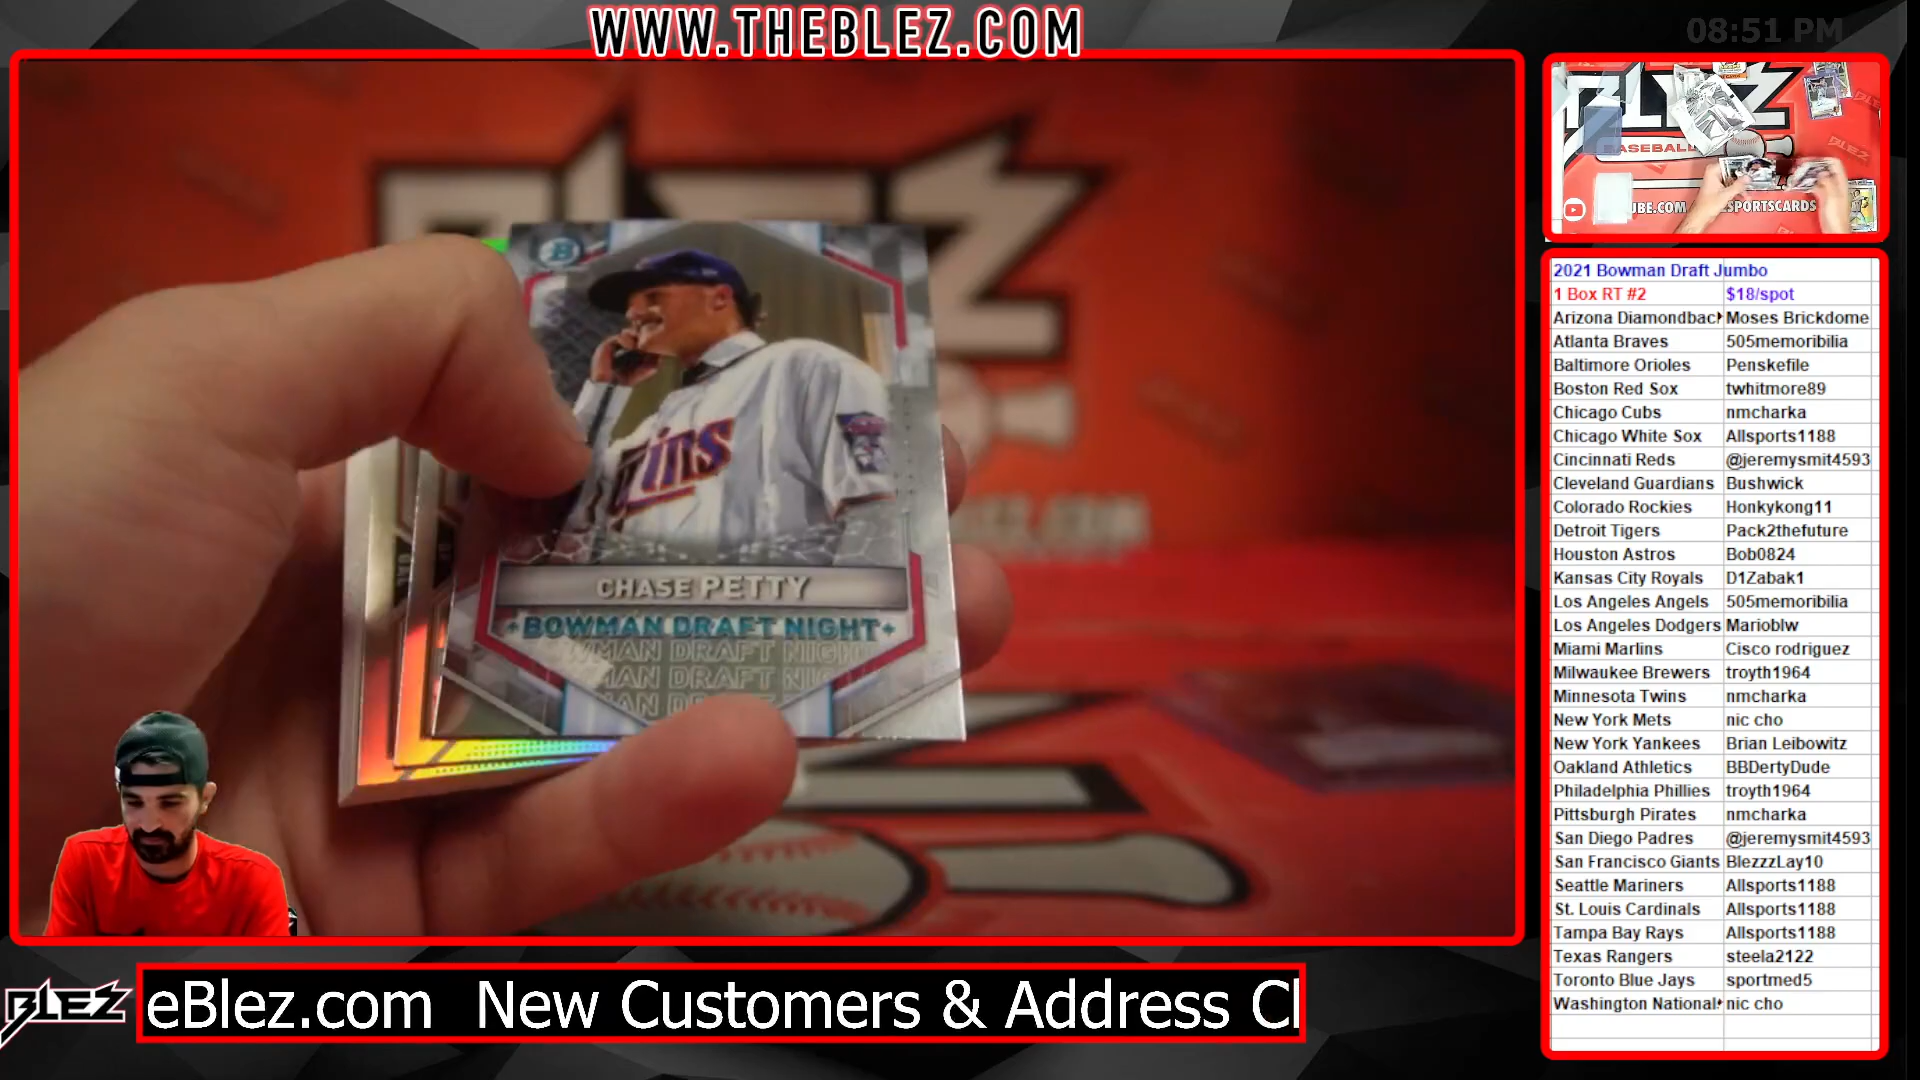 WWW.THEBLEZ.COM
08:51 PM
BLEZ
BASEBALL
UBE.COM
ESPORTSCARDS
B
Twins
CHASE PETTY
BOWMAN DRAFT NIGHT
2021 Bowman Draft Jumbo
1 Box RT #2 $18/spot
Arizona Diamondback Moses Brickdome
Atlanta Braves 505memoribilia
Baltimore Orioles Penskefile
Boston Red Sox twhitmore89
Chicago Cubs nmcharka
Chicago White Sox Allsports1188
Cincinnati Reds @jeremysmit4593
Cleveland Guardians Bushwick
Colorado Rockies Honkykong11
Detroit Tigers Pack2thefuture
Houston Astros Bob0824
Kansas City Royals D1Zabak1
Los Angeles Angels 505memoribilia
Los Angeles Dodgers Marioblw
Miami Marlins Cisco rodriguez
Milwaukee Brewers troyth1964
Minnesota Twins nmcharka
New York Mets nic cho
New York Yankees Brian Leibowitz
Oakland Athletics BBDertyDude
Philadelphia Phillies troyth1964
Pittsburgh Pirates nmcharka
San Diego Padres @jeremysmit4593
San Francisco Giants BlezzzLay10
Seattle Mariners Allsports1188
St. Louis Cardinals Allsports1188
Tampa Bay Rays Allsports1188
Texas Rangers steela2122
Toronto Blue Jays sportmed5
Washington National nic cho
BLEZ
eBlez.com New Customers & Address Cl